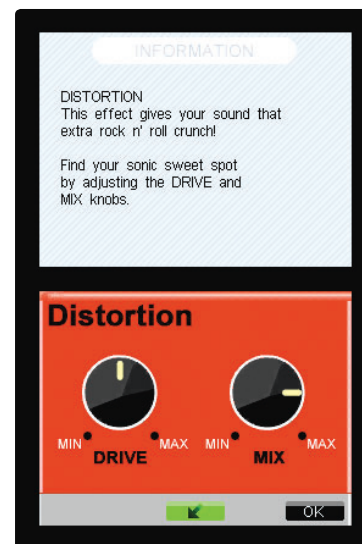 INFORMATION
DISTORTION
This effect gives your sound that
extra rock n' roll crunch!
Find your sonic sweet spot
by adjusting the DRIVE and
MIX knobs.
Distortion
MIN MAX MIN MAX
DRIVE MIX
OK